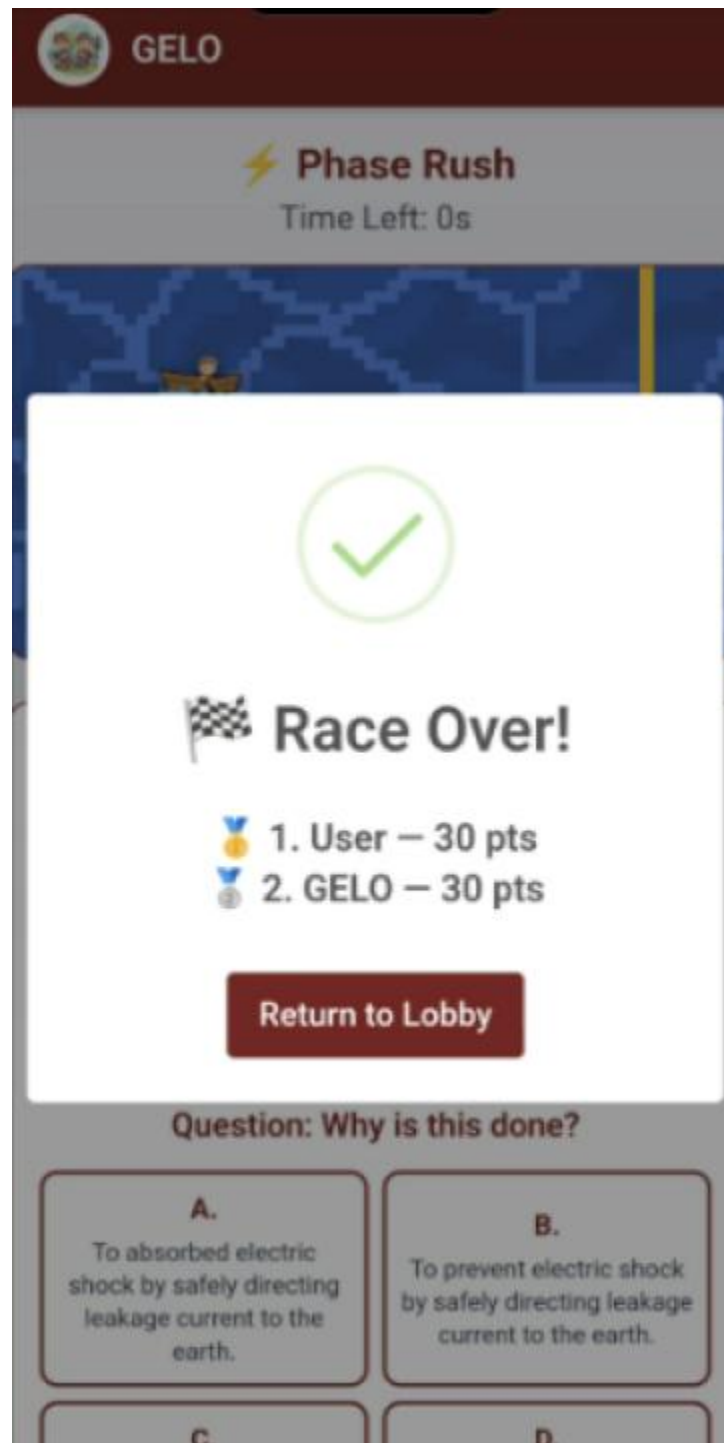 GELO
⚡ Phase Rush
Time Left: 0s
🏁 Race Over!
🥇 1. User — 30 pts
🥈 2. GELO — 30 pts
Return to Lobby
Question: Why is this done?
A.
To absorbed electric
shock by safely directing
leakage current to the
earth.
B.
To prevent electric shock
by safely directing leakage
current to the earth.
C.
D.